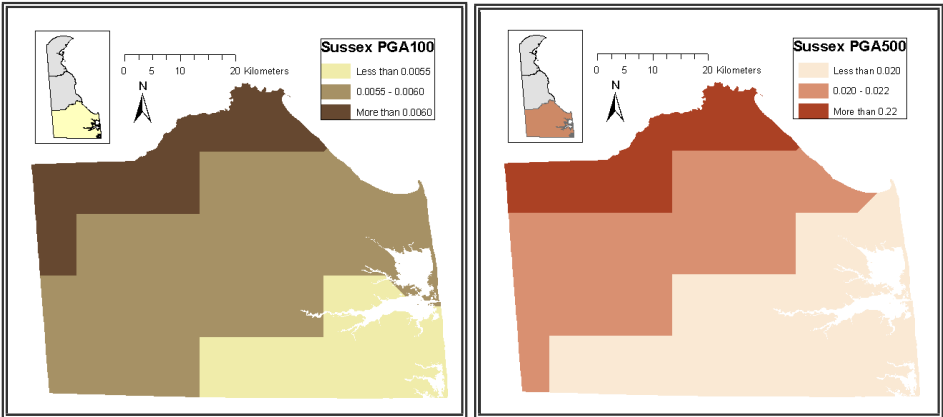 Sussex PGA100
Less than 0.0055
0.0055 - 0.0060
More than 0.0060
0 5 10 20 Kilometers
N
Sussex PGA500
Less than 0.020
0.020 - 0.022
More than 0.22
0 5 10 20 Kilometers
N